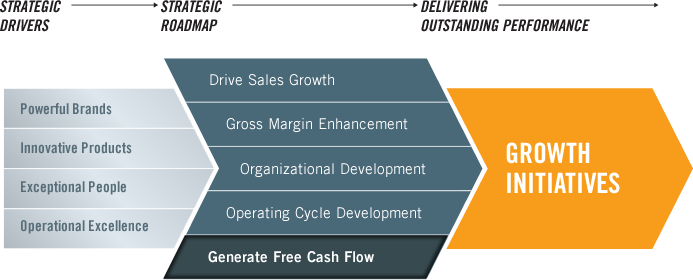 STRATEGIC DRIVERS
STRATEGIC ROADMAP
DELIVERING OUTSTANDING PERFORMANCE
Powerful Brands
Innovative Products
Exceptional People
Operational Excellence
Drive Sales Growth
Gross Margin Enhancement
Organizational Development
Operating Cycle Development
Generate Free Cash Flow
GROWTH
INITIATIVES